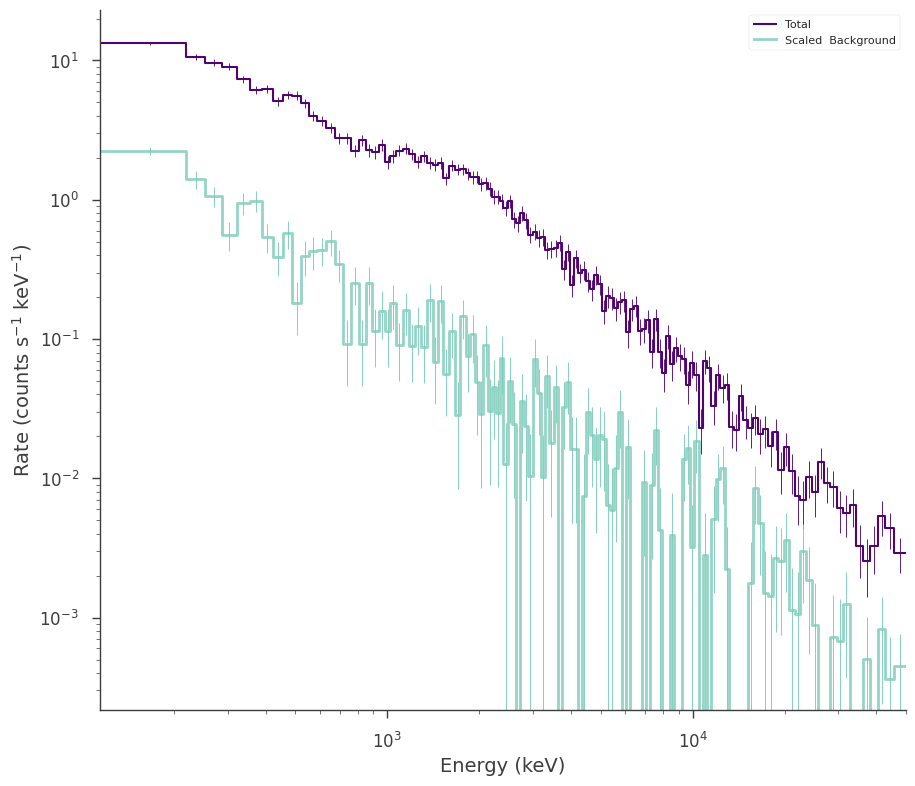 Total
Scaled  Background
10¹
10⁰
10⁻¹
10⁻²
10⁻³
Rate (counts s⁻¹ keV⁻¹)
10³
10⁴
Energy (keV)